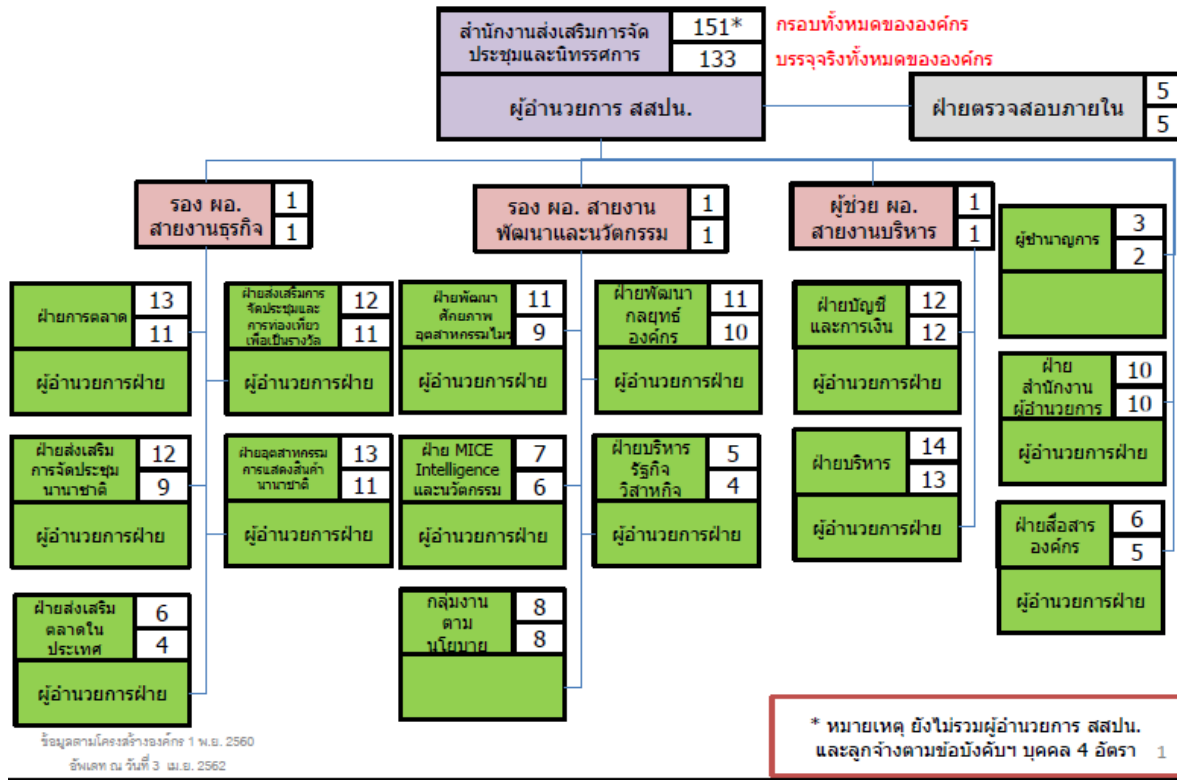 สำนักงานส่งเสริมการจัด
ประชุมและนิทรรศการ
151*
133
กรอบทั้งหมดขององค์กร
บรรจุจริงทั้งหมดขององค์กร
ผู้อำนวยการ สสปน.
ฝ่ายตรวจสอบภายใน
5
5
รอง ผอ.
สายงานธุรกิจ
1
1
รอง ผอ. สายงาน
พัฒนาและนวัตกรรม
1
1
ผู้ช่วย ผอ.
สายงานบริหาร
1
1
ผู้ชำนาญการ
3
2
ฝ่ายการตลาด
13
11
ผู้อำนวยการฝ่าย
ฝ่ายส่งเสริมการ
จัดประชุมและ
การท่องเที่ยว
เพื่อเป็นรางวัล
12
11
ผู้อำนวยการฝ่าย
ฝ่ายพัฒนา
ศักยภาพ
อุตสาหกรรมไมซ
11
9
ผู้อำนวยการฝ่าย
ฝ่ายพัฒนา
กลยุทธ์
องค์กร
11
10
ผู้อำนวยการฝ่าย
ฝ่ายบัญชี
และการเงิน
12
12
ผู้อำนวยการฝ่าย
ฝ่าย
สำนักงาน
ผู้อำนวยการ
10
10
ผู้อำนวยการฝ่าย
ฝ่ายส่งเสริม
การจัดประชุม
นานาชาติ
12
9
ผู้อำนวยการฝ่าย
ฝ่ายอุตสาหกรรม
การแสดงสินค้า
นานาชาติ
13
11
ผู้อำนวยการฝ่าย
ฝ่าย MICE
Intelligence
และนวัตกรรม
7
6
ผู้อำนวยการฝ่าย
ฝ่ายบริหาร
รัฐกิจ
วิสาหกิจ
5
4
ผู้อำนวยการฝ่าย
ฝ่ายบริหาร
14
13
ผู้อำนวยการฝ่าย
ฝ่ายสื่อสาร
องค์กร
6
5
ผู้อำนวยการฝ่าย
ฝ่ายส่งเสริม
ตลาดใน
ประเทศ
6
4
ผู้อำนวยการฝ่าย
กลุ่มงาน
ตาม
นโยบาย
8
8
* หมายเหตุ ยังไม่รวมผู้อำนวยการ สสปน.
และลูกจ้างตามข้อบังคับฯ บุคคล 4 อัตรา
1
ข้อมูลตามโครงสร้างองค์กร 1 พ.ย. 2560
อัพเดท ณ วันที่ 3 เม.ย. 2562